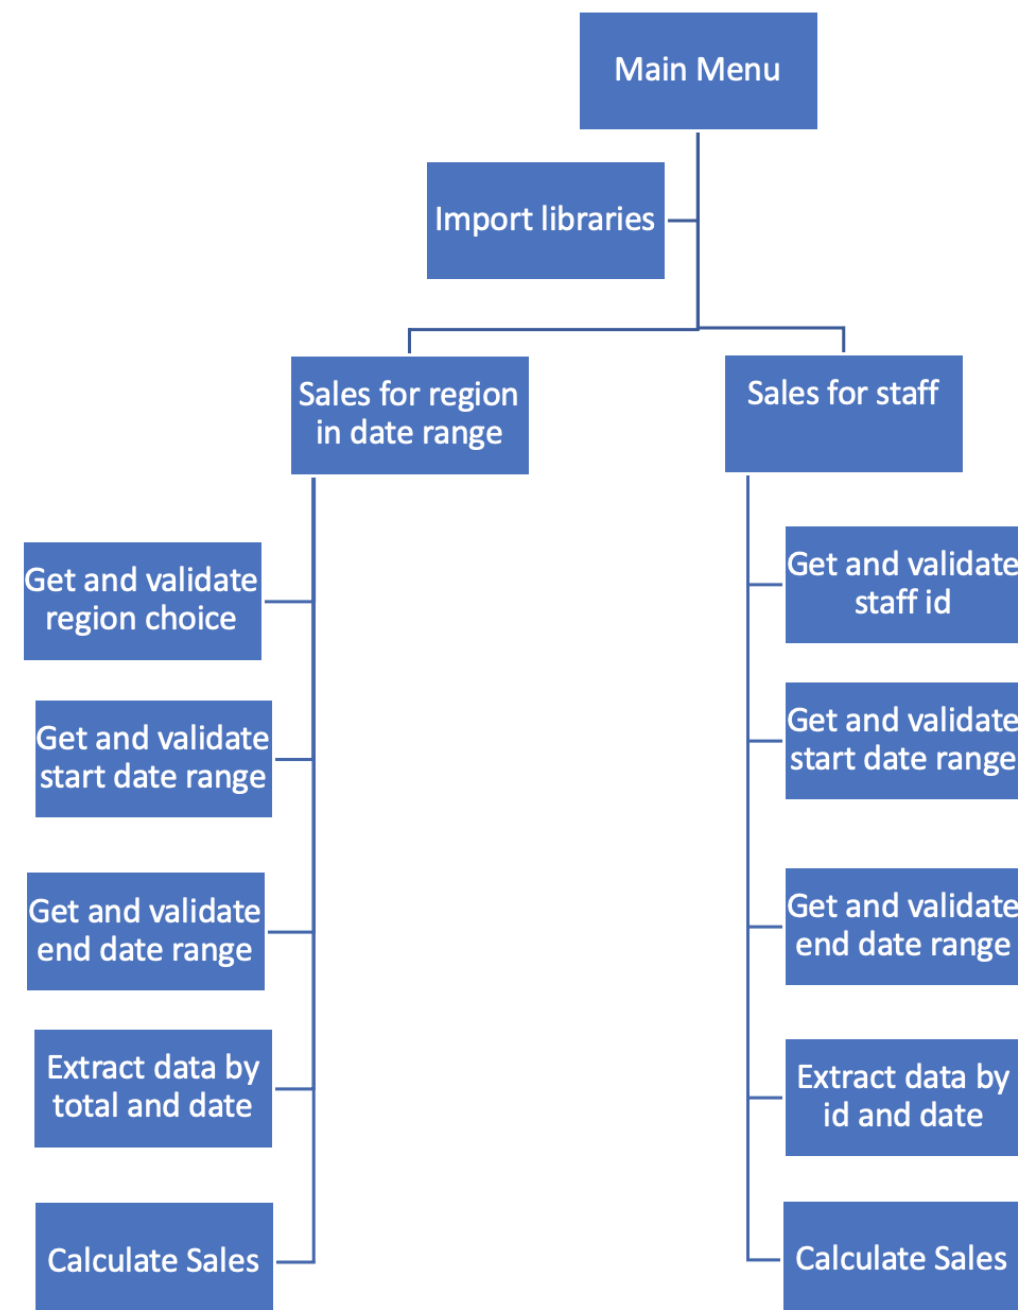 Main Menu
Import libraries
Sales for region
in date range
Get and validate
region choice
Get and validate
start date range
Get and validate
end date range
Extract data by
total and date
Calculate Sales
Sales for staff
Get and validate
staff id
Get and validate
start date range
Get and validate
end date range
Extract data by
id and date
Calculate Sales